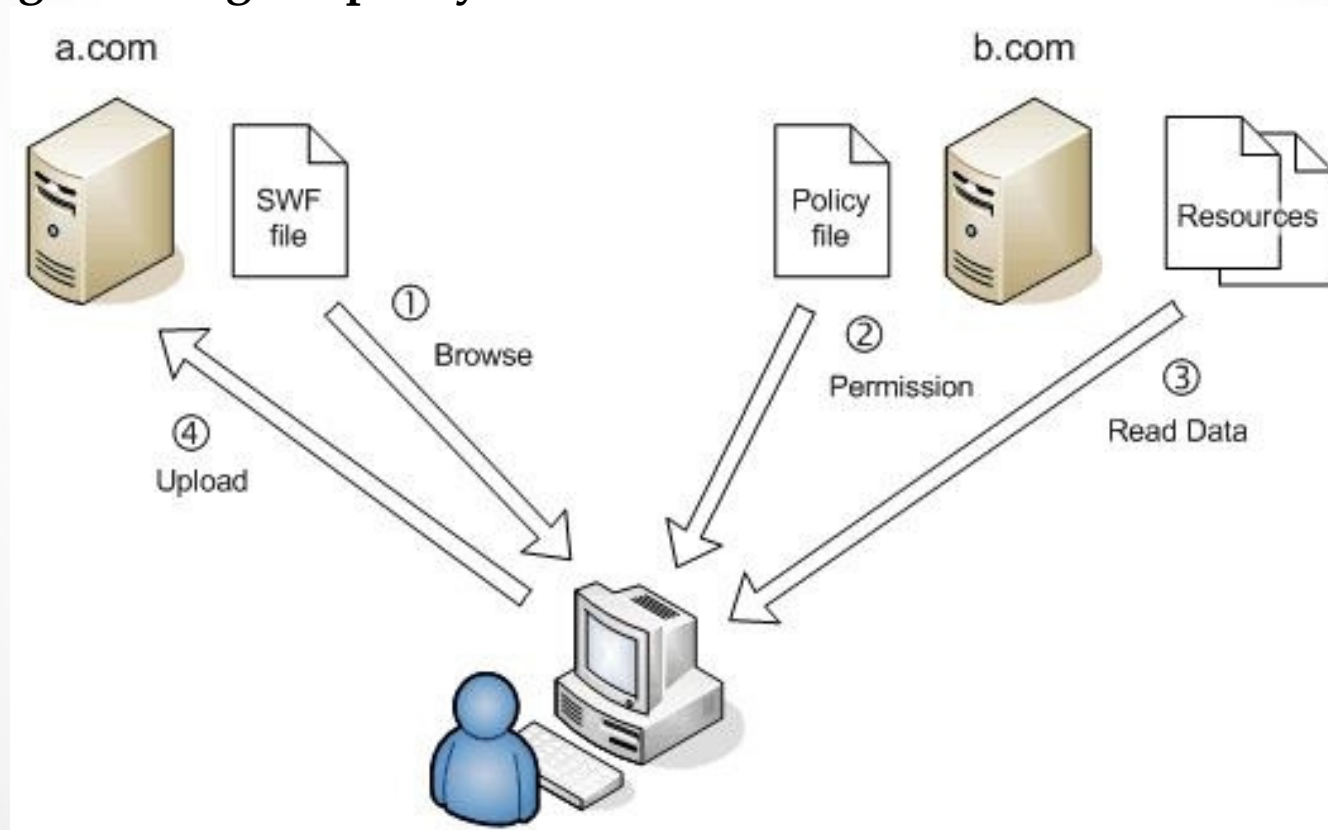 a.com
b.com
SWF
file
Policy
file
Resources
①
Browse
②
Permission
③
Read Data
④
Upload